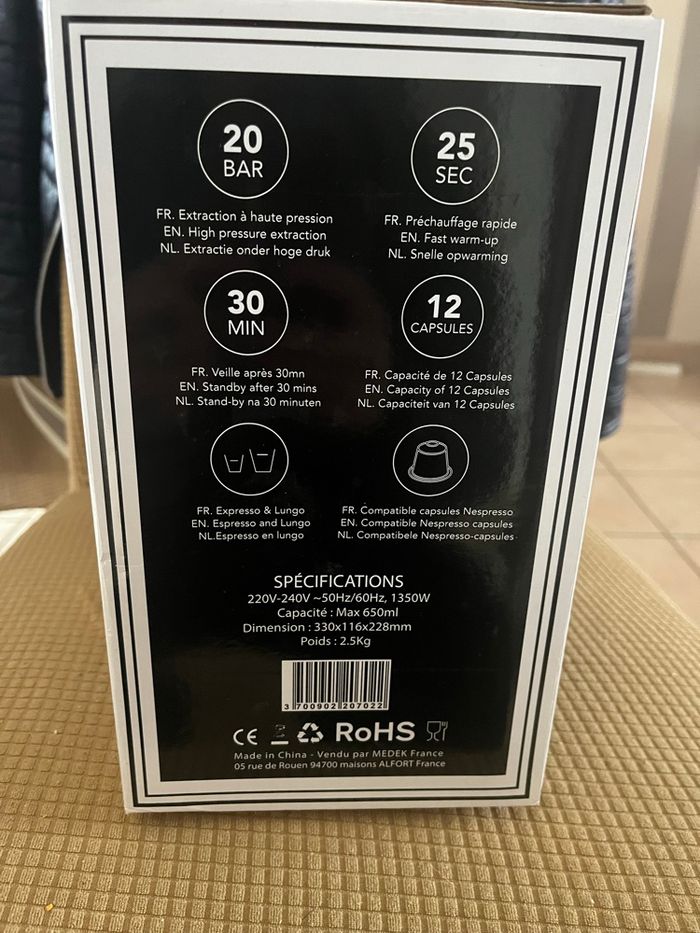 20
BAR
FR. Extraction à haute pression
EN. High pressure extraction
NL. Extractie onder hoge druk
25
SEC
FR. Préchauffage rapide
EN. Fast warm-up
NL. Snelle opwarming
30
MIN
FR. Veille après 30mn
EN. Standby after 30 mins
NL. Stand-by na 30 minuten
12
CAPSULES
FR. Capacité de 12 Capsules
EN. Capacity of 12 Capsules
NL. Capaciteit van 12 Capsules
FR. Expresso & Lungo
EN. Espresso and Lungo
NL.Espresso en lungo
FR. Compatible capsules Nespresso
EN. Compatible Nespresso capsules
NL. Compatibele Nespresso-capsules
SPÉCIFICATIONS
220V-240V ~50Hz/60Hz, 1350W
Capacité : Max 650ml
Dimension : 330x116x228mm
Poids : 2.5Kg
3 700902 207022
CE RoHS
Made in China - Vendu par MEDEK France
05 rue de Rouen 94700 maisons ALFORT France